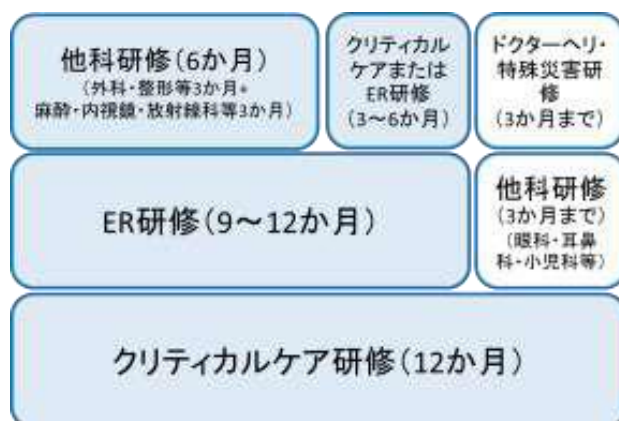 他科研修(6か月)
(外科・整形等3か月。
麻酔・内視鏡・放射線科等3か月)
クリティカル
ケアまたは
ER研修
(3～6か月)
ドクターヘリ・
特殊災害研
修
(3か月まで)
ER研修(9～12か月)
他科研修
(3か月まで)
(眼科・耳鼻
科・小児科等)
クリティカルケア研修(12か月)